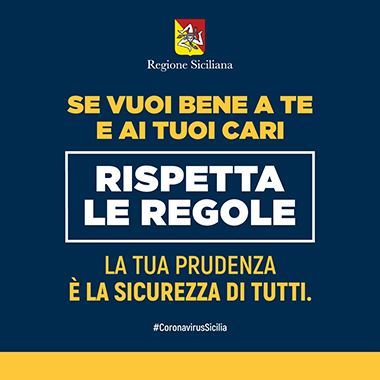 Regione Siciliana
SE VUOI BENE A TE
E AI TUOI CARI
RISPETTA
LE REGOLE
LA TUA PRUDENZA
È LA SICUREZZA DI TUTTI.
#CoronavirusSicilia